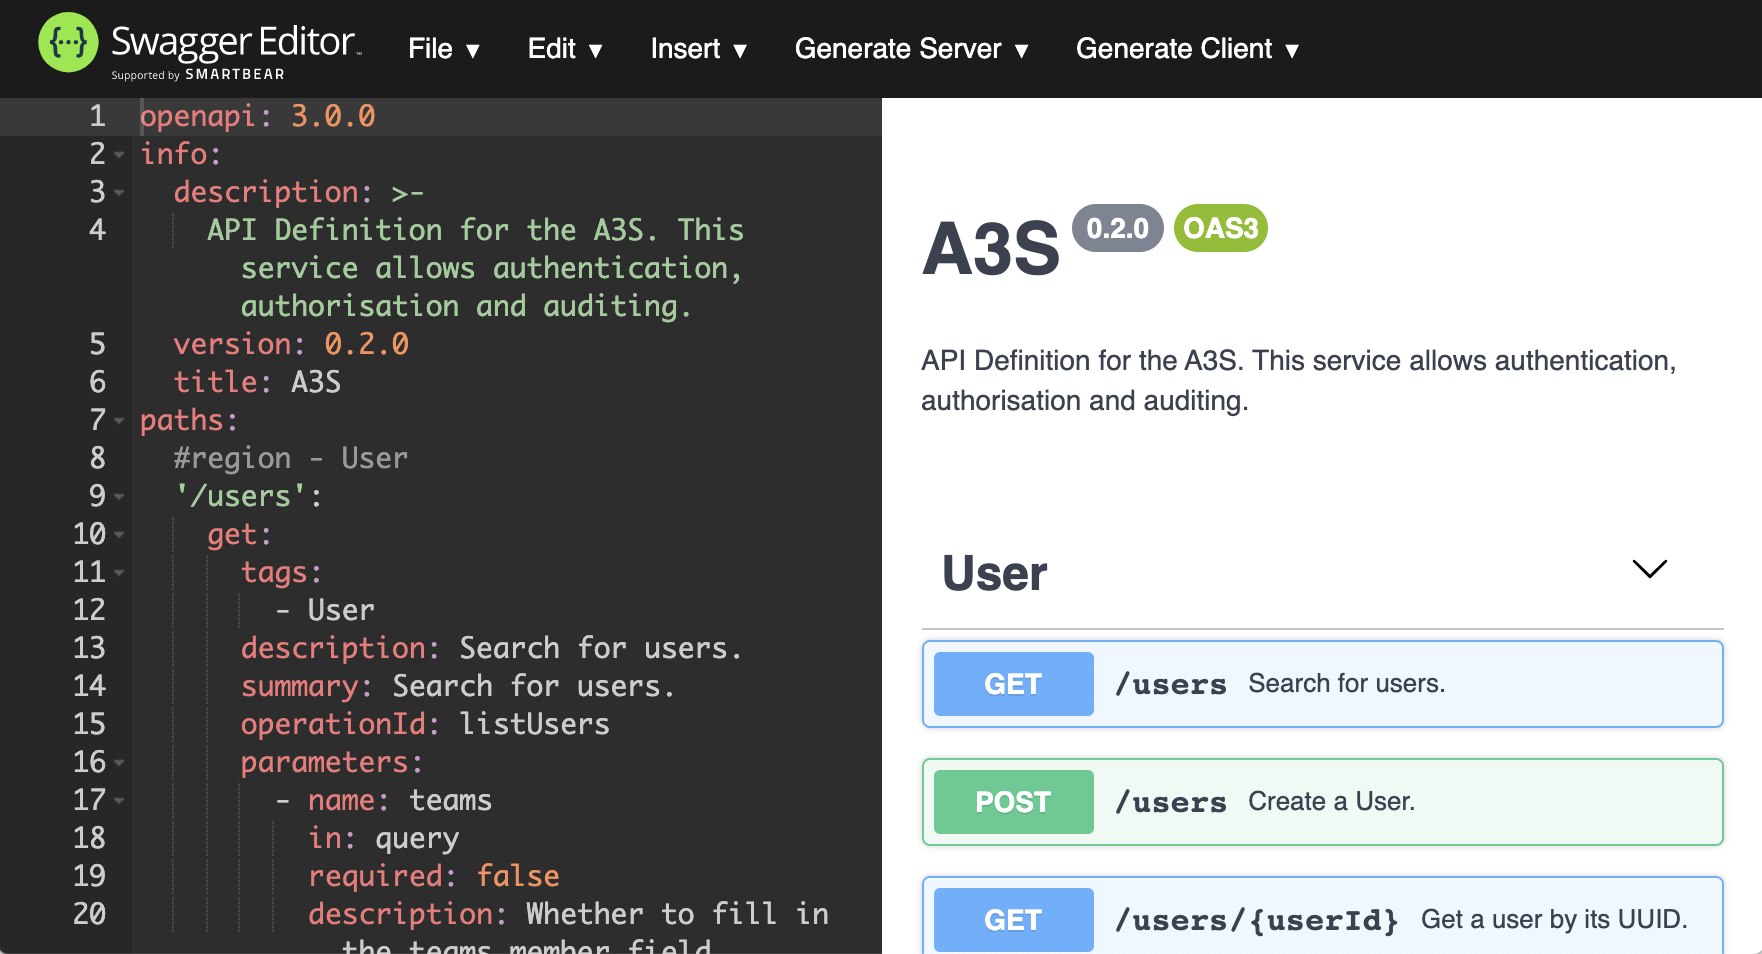 Swagger Editor™
Supported by SMARTBEAR
File ▼ Edit ▼ Insert ▼ Generate Server ▼ Generate Client ▼
1 openapi: 3.0.0
2 info:
3 description: >-
4 API Definition for the A3S. This
service allows authentication,
authorisation and auditing.
5 version: 0.2.0
6 title: A3S
7 paths:
8 #region - User
9 '/users':
10 get:
11 tags:
12 - User
13 description: Search for users.
14 summary: Search for users.
15 operationId: listUsers
16 parameters:
17 - name: teams
18 in: query
19 required: false
20 description: Whether to fill in
the teams member field
A3S 0.2.0 OAS3
API Definition for the A3S. This service allows authentication,
authorisation and auditing.
User
GET /users Search for users.
POST /users Create a User.
GET /users/{userId} Get a user by its UUID.